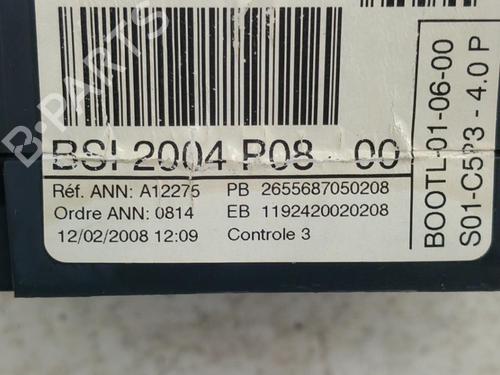 BSI 2004 P08 00
Réf. ANN: A12275 PB 2655687050208
Ordre ANN: 0814 EB 1192420020208
12/02/2008 12:09 Controle 3
BOOTL-01-06-00
S01-C5P3 - 4.0 P
B-PARTS